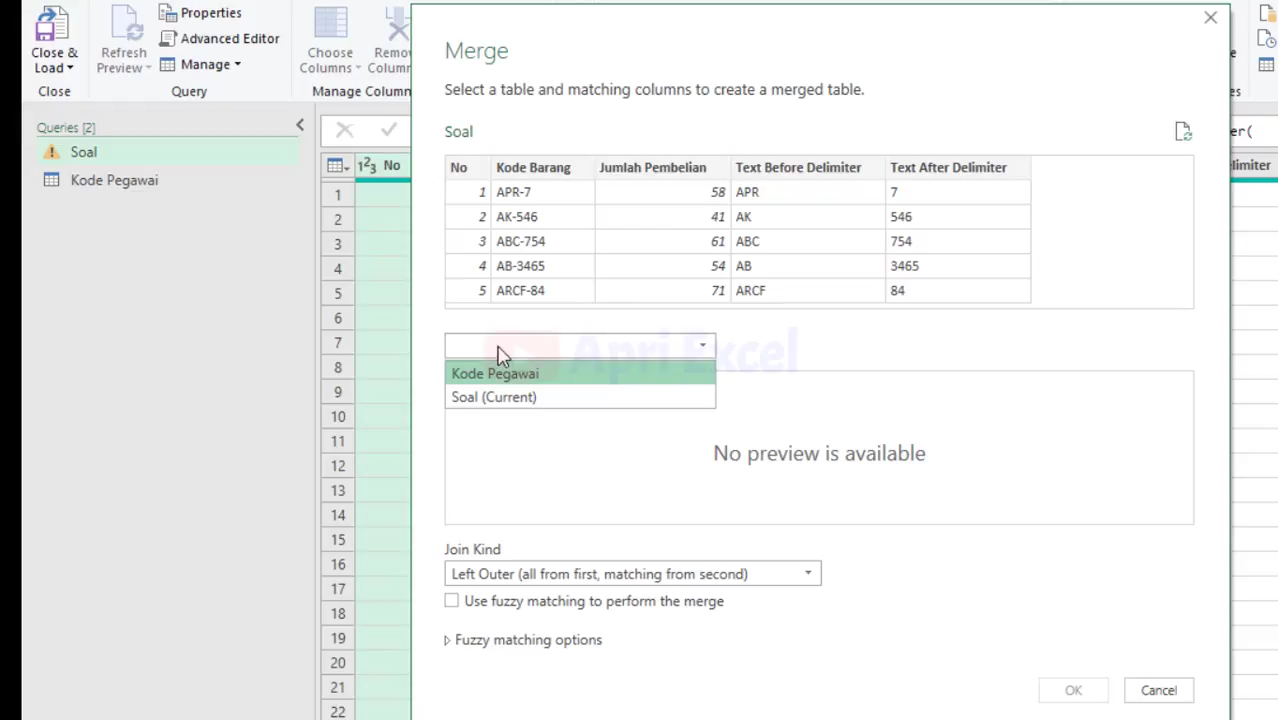 Properties
Advanced Editor
Manage
Close & Load
Refresh Preview
Choose Columns
Close
Query
Queries [2]
Soal
Kode Pegawai
No
1
2
3
4
5
6
7
8
9
10
11
12
13
14
15
16
17
18
19
20
21
22
Merge
Select a table and matching columns to create a merged table.
Soal
No Kode Barang Jumlah Pembelian Text Before Delimiter Text After Delimiter
1 APR-7 58 APR 7
2 AK-546 41 AK 546
3 ABC-754 61 ABC 754
4 AB-3465 54 AB 3465
5 ARCF-84 71 ARCF 84
Apri Excel
Kode Pegawai
Soal (Current)
No preview is available
Join Kind
Left Outer (all from first, matching from second)
Use fuzzy matching to perform the merge
Fuzzy matching options
OK Cancel